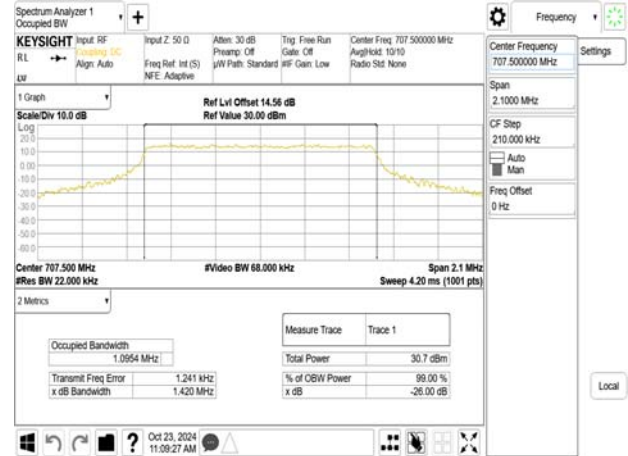 Spectrum Analyzer 1
Occupied BW
+
Frequency
KEYSIGHT
RL
Input: RF
Coupling: DC
Align: Auto
Input Z: 50 Ω
Freq Ref: Int (S)
NFE: Adaptive
Atten: 30 dB
Preamp: Off
µW Path: Standard
Trig: Free Run
Gate: Off
#IF Gain: Low
Center Freq: 707.500000 MHz
Avg|Hold: 10/10
Radio Std: None
1 Graph
Scale/Div 10.0 dB
Ref Lvl Offset 14.56 dB
Ref Value 30.00 dBm
Log
20.0
10.0
0.00
-10.0
-20.0
-30.0
-40.0
-50.0
-60.0
Center 707.500 MHz
#Res BW 22.000 kHz
#Video BW 68.000 kHz
Span 2.1 MHz
Sweep 4.20 ms (1001 pts)
2 Metrics
Measure Trace Trace 1
Occupied Bandwidth
1.0954 MHz
Total Power 30.7 dBm
Transmit Freq Error 1.241 kHz
% of OBW Power 99.00 %
x dB Bandwidth 1.420 MHz
x dB -26.00 dB
Center Frequency
707.500000 MHz
Settings
Span
2.1000 MHz
CF Step
210.000 kHz
Auto
Man
Freq Offset
0 Hz
Local
?
Oct 23, 2024
11:09:27 AM